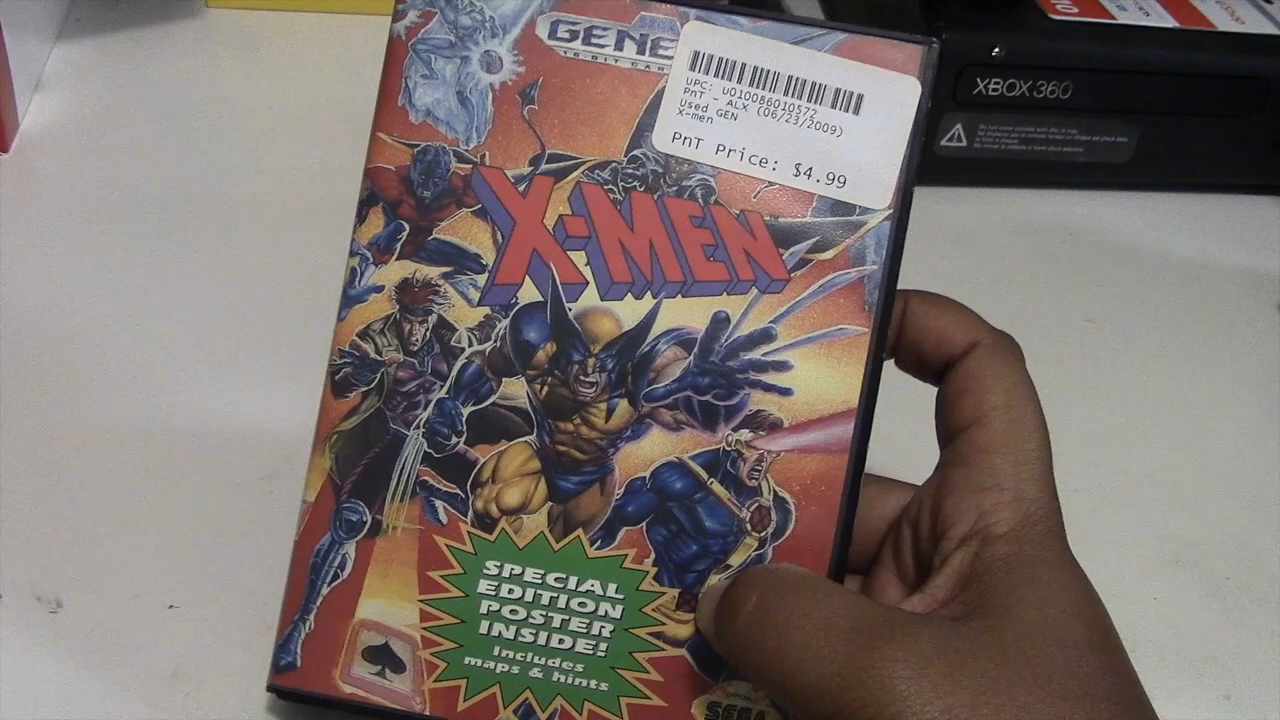 GENE
16-BIT CAR
UPC: U010086010572
PnT - ALX (06/23/2009)
Used GEN
X-men
PnT Price: $4.99
XBOX 360
10
X-MEN
SPECIAL
EDITION
POSTER
INSIDE!
Includes
maps & hints
SEGA